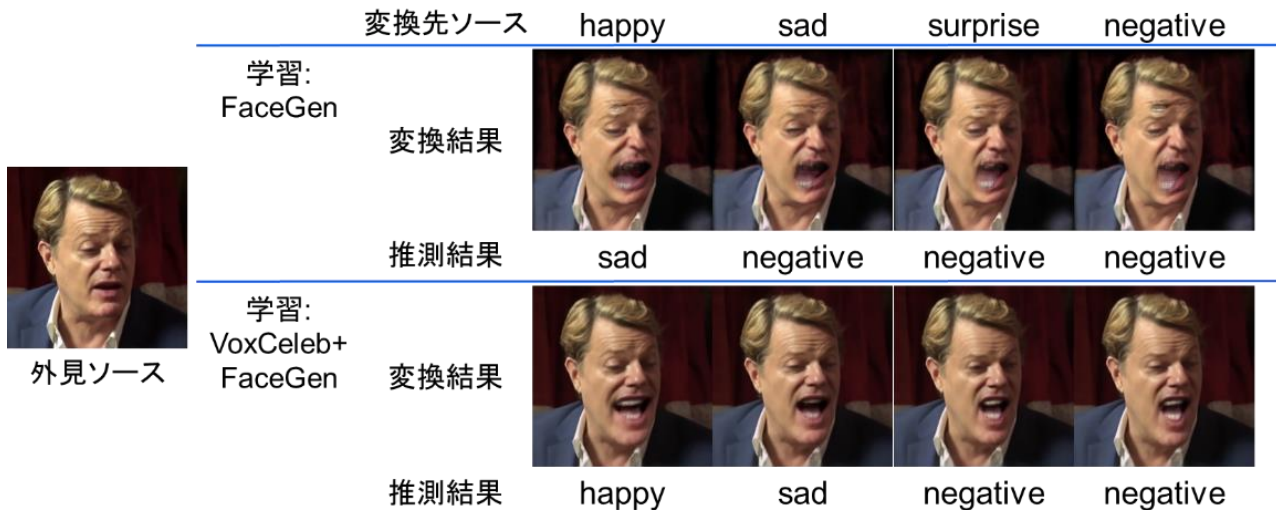 変換先ソース happy sad surprise negative
学習:
FaceGen
変換結果
推測結果 sad negative negative negative
外見ソース
学習:
VoxCeleb+
FaceGen
変換結果
推測結果 happy sad negative negative